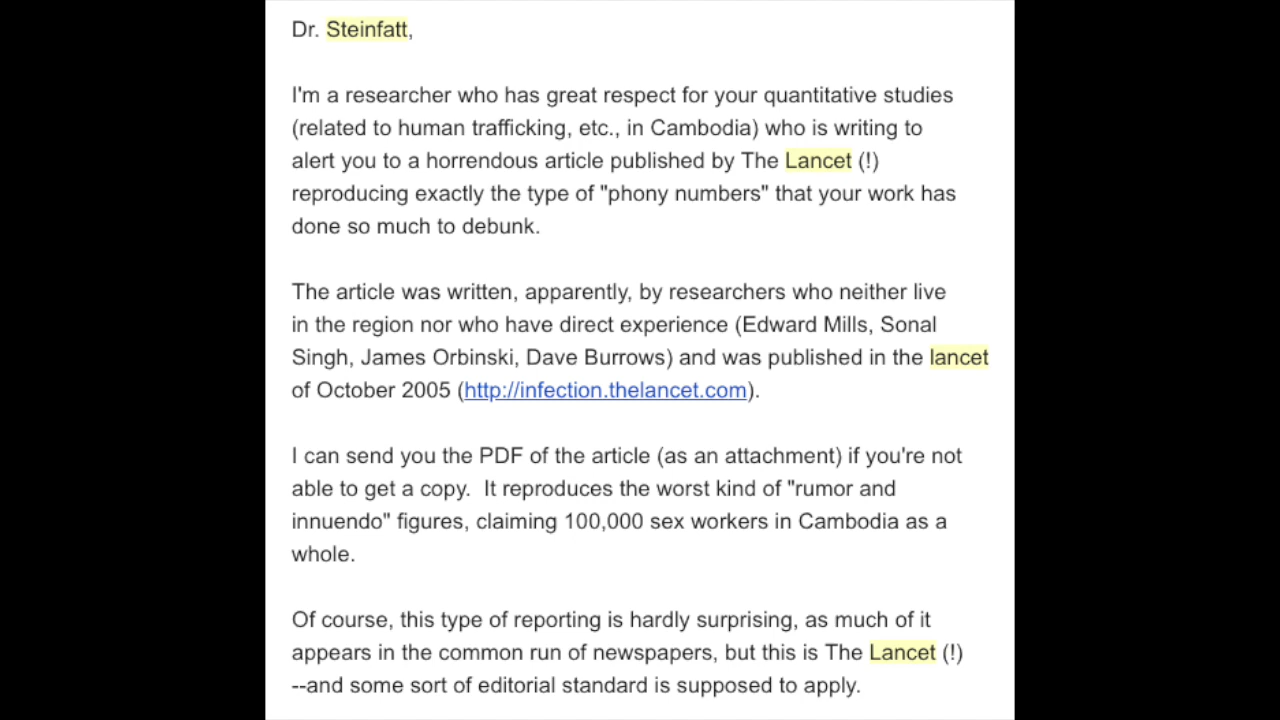 Dr. Steinfatt,
I'm a researcher who has great respect for your quantitative studies
(related to human trafficking, etc., in Cambodia) who is writing to
alert you to a horrendous article published by The Lancet (!)
reproducing exactly the type of "phony numbers" that your work has
done so much to debunk.
The article was written, apparently, by researchers who neither live
in the region nor who have direct experience (Edward Mills, Sonal
Singh, James Orbinski, Dave Burrows) and was published in the lancet
of October 2005 (http://infection.thelancet.com).
I can send you the PDF of the article (as an attachment) if you're not
able to get a copy.  It reproduces the worst kind of "rumor and
innuendo" figures, claiming 100,000 sex workers in Cambodia as a
whole.
Of course, this type of reporting is hardly surprising, as much of it
appears in the common run of newspapers, but this is The Lancet (!)
--and some sort of editorial standard is supposed to apply.